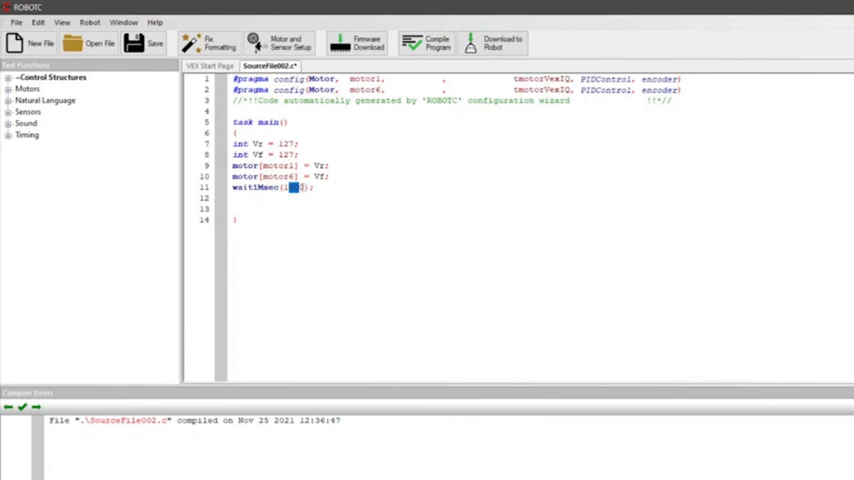 ROBOTC
File Edit View Robot Window Help
New File Open File Save Fix Formatting Motor and Sensor Setup Firmware Download Compile Program Download to Robot
VEX Start Page SourceFile002.c*
Text Functions
~Control Structures
Motors
Natural Language
Sensors
Sound
Timing
1 #pragma config(Motor, motor1, , tmotorVexIQ, PIDControl, encoder)
2 #pragma config(Motor, motor6, , tmotorVexIQ, PIDControl, encoder)
3 //*!!Code automatically generated by 'ROBOTC' configuration wizard !!*//
4
5 task main()
6 {
7 int Vr = 127;
8 int Vf = 127;
9 motor[motor1] = Vr;
10 motor[motor6] = Vf;
11 wait1Msec(1000);
12
13
14 }
Compiler Errors
File ".\SourceFile002.c" compiled on Nov 25 2021 12:36:47